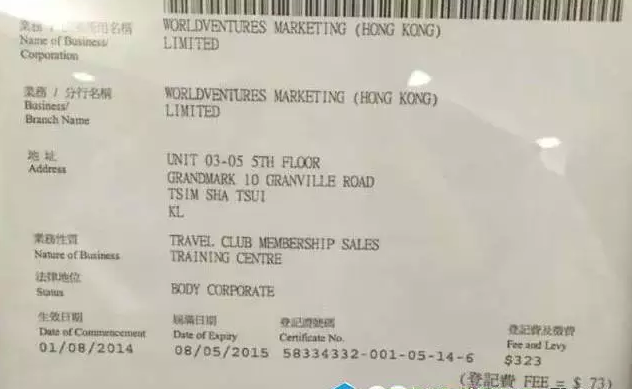 業務 / 用名稱 WORLDVENTURES MARKETING (HONG KONG)
Name of Business/ LIMITED
Corporation
業務 / 分行名稱 WORLDVENTURES MARKETING (HONG KONG)
Business/ LIMITED
Branch Name
地址 UNIT 03-05 5TH FLOOR
Address GRANDMARK 10 GRANVILLE ROAD
TSIM SHA TSUI
KL
業務性質 TRAVEL CLUB MEMBERSHIP SALES
Nature of Business TRAINING CENTRE
法律地位
Status BODY CORPORATE
生效日期 屆滿日期 登記證號碼 登記費及徵費
Date of Commencement Date of Expiry Certificate No. Fee and Levy
01/08/2014 08/05/2015 58334332-001-05-14-6 $323
(登記費 FEE = $ 73)